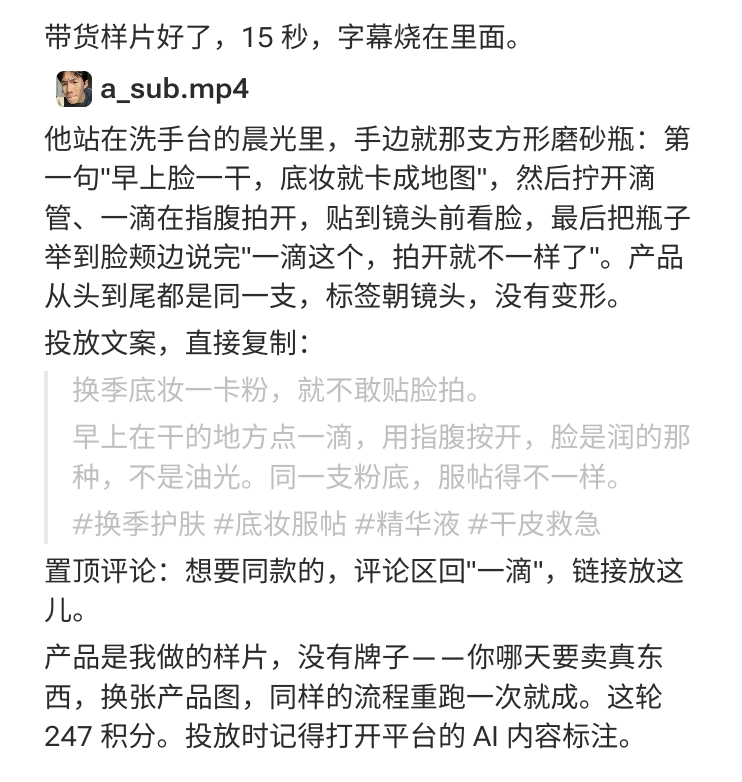 带货样片好了，15 秒，字幕烧在里面。
a_sub.mp4
他站在洗手台的晨光里，手边就那支方形磨砂瓶：第
一句"早上脸一干，底妆就卡成地图"，然后拧开滴
管、一滴在指腹拍开，贴到镜头前看脸，最后把瓶子
举到脸颊边说完"一滴这个，拍开就不一样了"。产品
从头到尾都是同一支，标签朝镜头，没有变形。
投放文案，直接复制：
换季底妆一卡粉，就不敢贴脸拍。
早上在干的地方点一滴，用指腹按开，脸是润的那
种，不是油光。同一支粉底，服帖得不一样。
#换季护肤 #底妆服帖 #精华液 #干皮救急
置顶评论：想要同款的，评论区回"一滴"，链接放这
儿。
产品是我做的样片，没有牌子——你哪天要卖真东
西，换张产品图，同样的流程重跑一次就成。这轮
247 积分。投放时记得打开平台的 AI 内容标注。